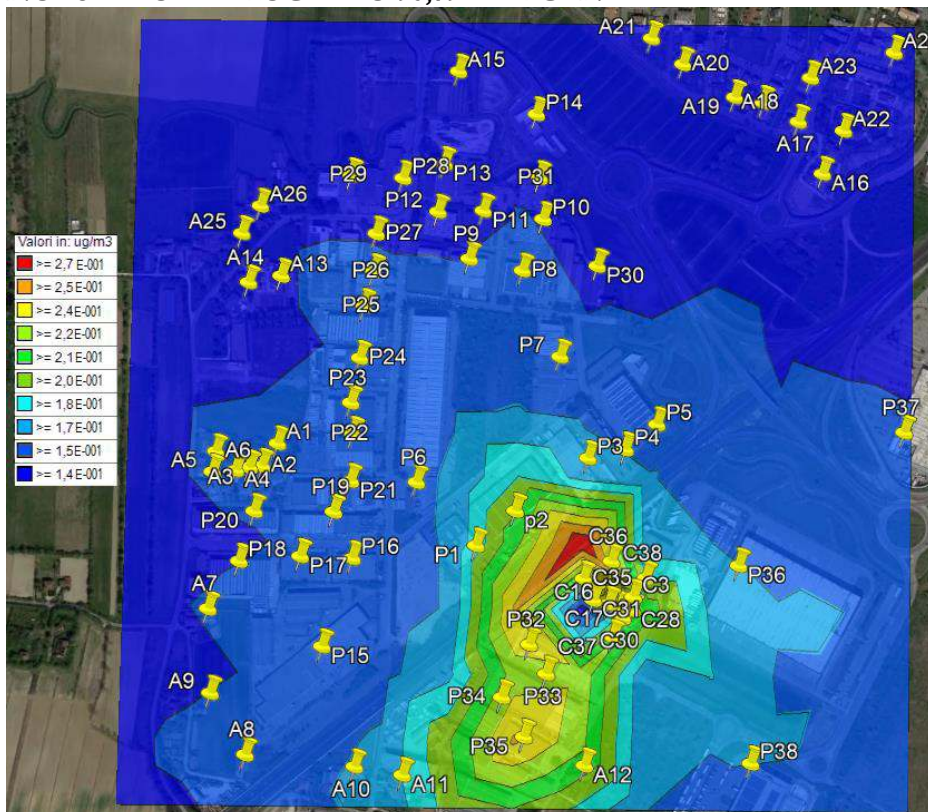 A21
A20
A15
A23
A19
A18
P14
A17
A22
A16
P29
P28
P13
P31
P12
P11
P10
A26
A25
P27
P9
Valori in: ug/m3
>= 2,7 E-001
>= 2,5E-001
>= 2,4E-001
>= 2,2E-001
>= 2,1E-001
>= 2,0E-001
>= 1,8E-001
>= 1,7E-001
>= 1,5E-001
>= 1,4E-001
A14
A13
P26
P8
P30
P25
P24
P7
P23
P22
P5
P37
A1
A6
A5
A3
A4
A2
P3
P4
P6
P21
P19
P20
p2
P1
P18
P17
P16
C36
C38
C35
C3
P36
C16
C31
C17
C28
A7
P32
C30
C37
P15
A9
P34
P33
P35
A8
A10
A11
A12
P38